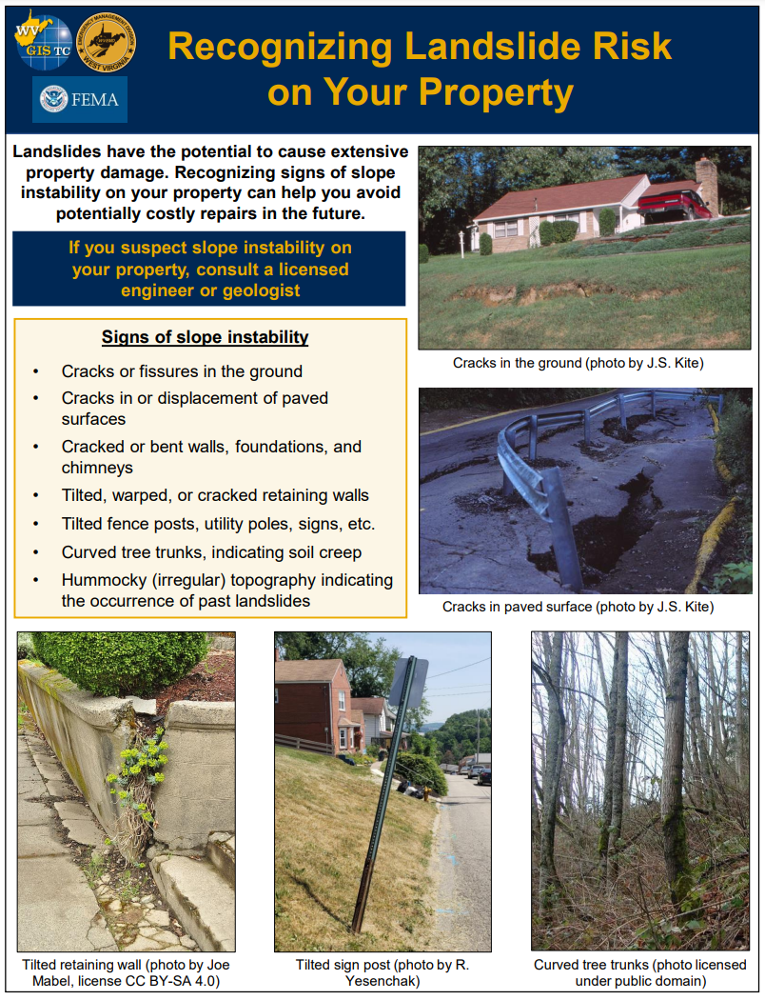 WV
GIS TC
EMERGENCY MANAGEMENT DIVISION
WEST VIRGINIA
FEMA
Recognizing Landslide Risk
on Your Property
Landslides have the potential to cause extensive
property damage. Recognizing signs of slope
instability on your property can help you avoid
potentially costly repairs in the future.
If you suspect slope instability on
your property, consult a licensed
engineer or geologist
Signs of slope instability
• Cracks or fissures in the ground
• Cracks in or displacement of paved
surfaces
• Cracked or bent walls, foundations, and
chimneys
• Tilted, warped, or cracked retaining walls
• Tilted fence posts, utility poles, signs, etc.
• Curved tree trunks, indicating soil creep
• Hummocky (irregular) topography indicating
the occurrence of past landslides
Cracks in the ground (photo by J.S. Kite)
Cracks in paved surface (photo by J.S. Kite)
Tilted retaining wall (photo by Joe
Mabel, license CC BY-SA 4.0)
Tilted sign post (photo by R.
Yesenchak)
Curved tree trunks (photo licensed
under public domain)